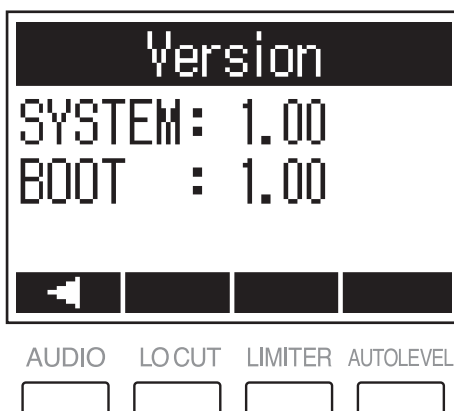 Version
SYSTEM: 1.00
BOOT : 1.00
AUDIO LO CUT LIMITER AUTOLEVEL